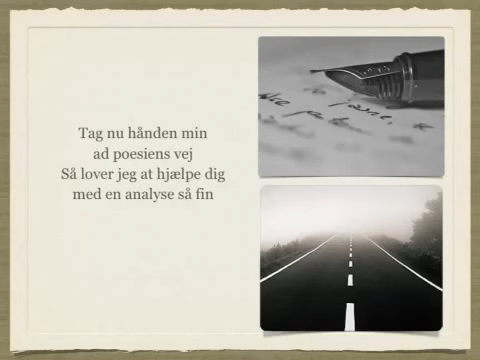 Tag nu hånden min
ad poesiens vej
Så lover jeg at hjælpe dig
med en analyse så fin